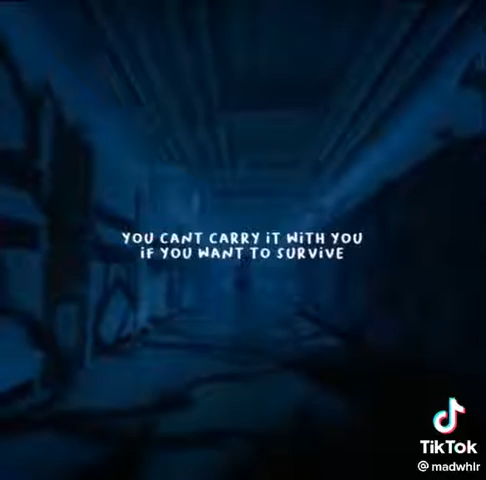 YOU CANT CARRY iT WiTH YOU
iF YOU WANT TO SURViVE
TikTok
@madwhlr